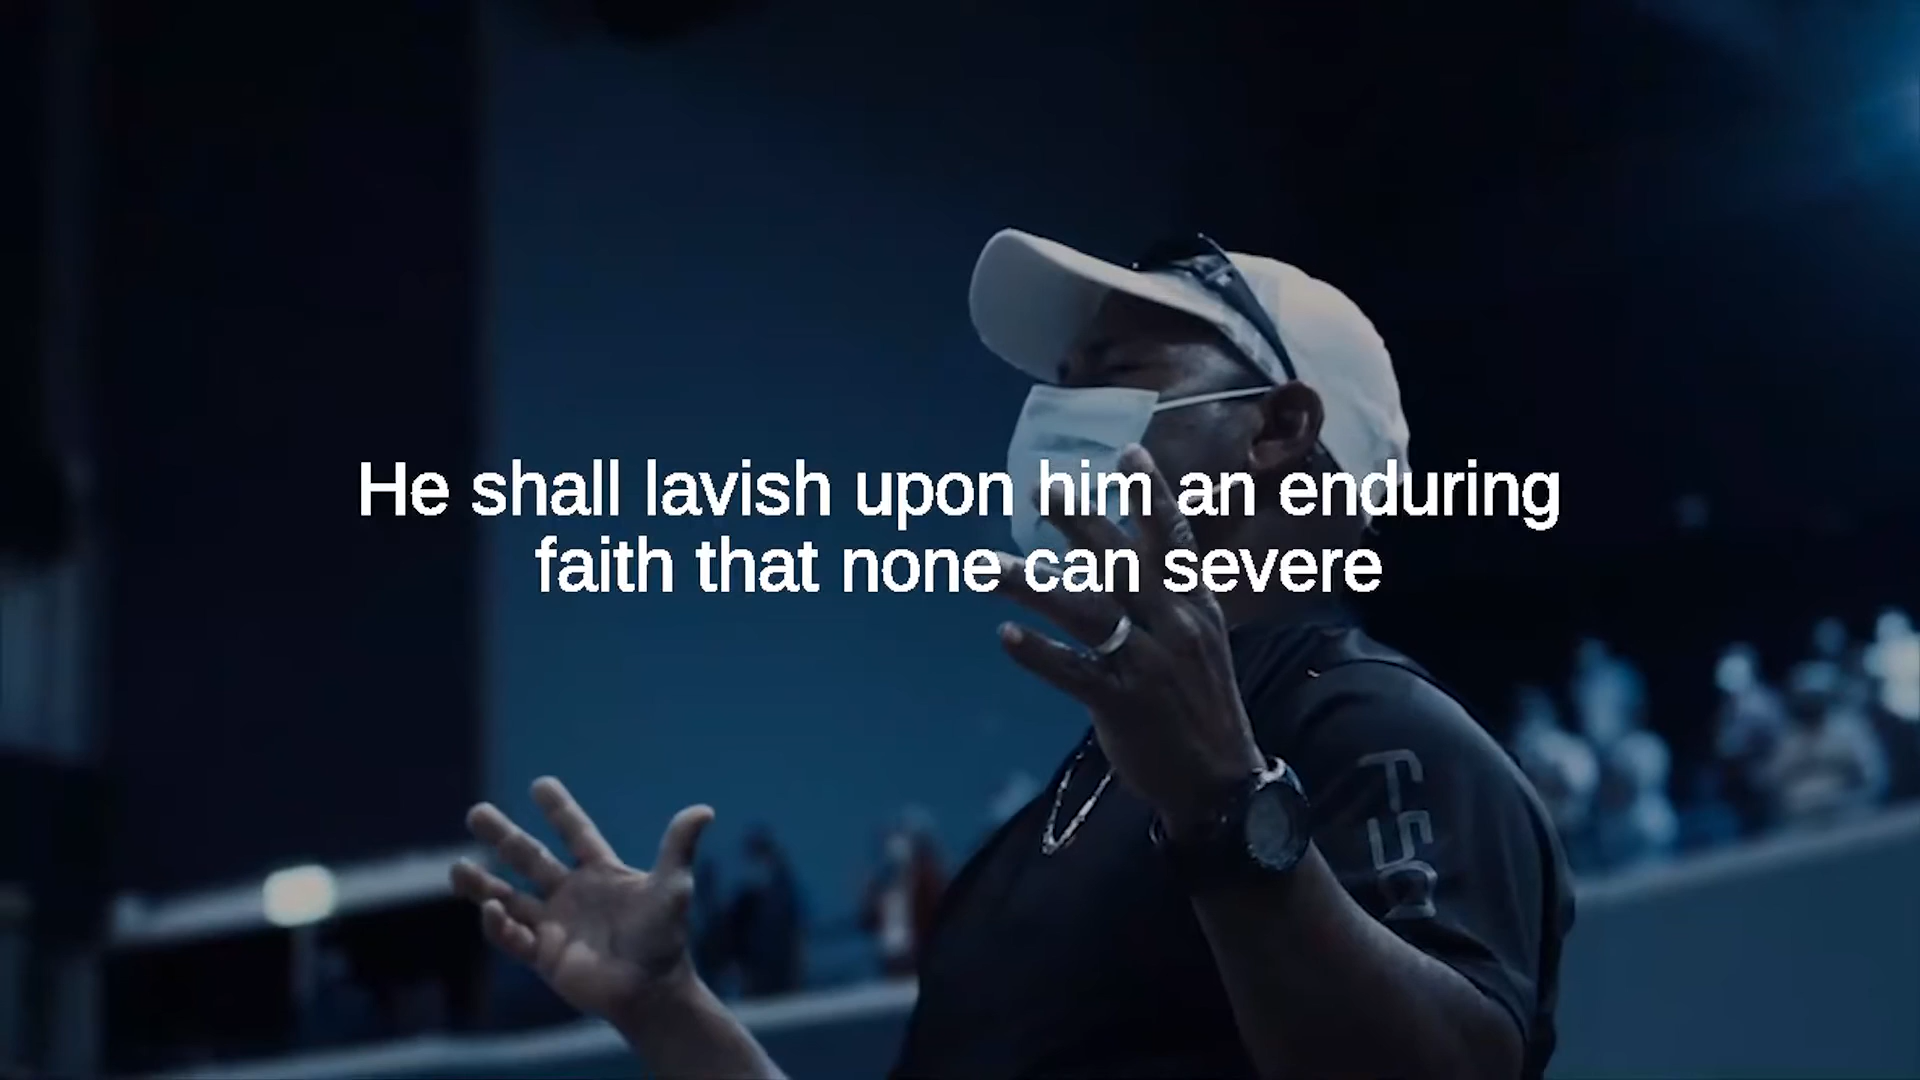 He shall lavish upon him an enduring
faith that none can severe